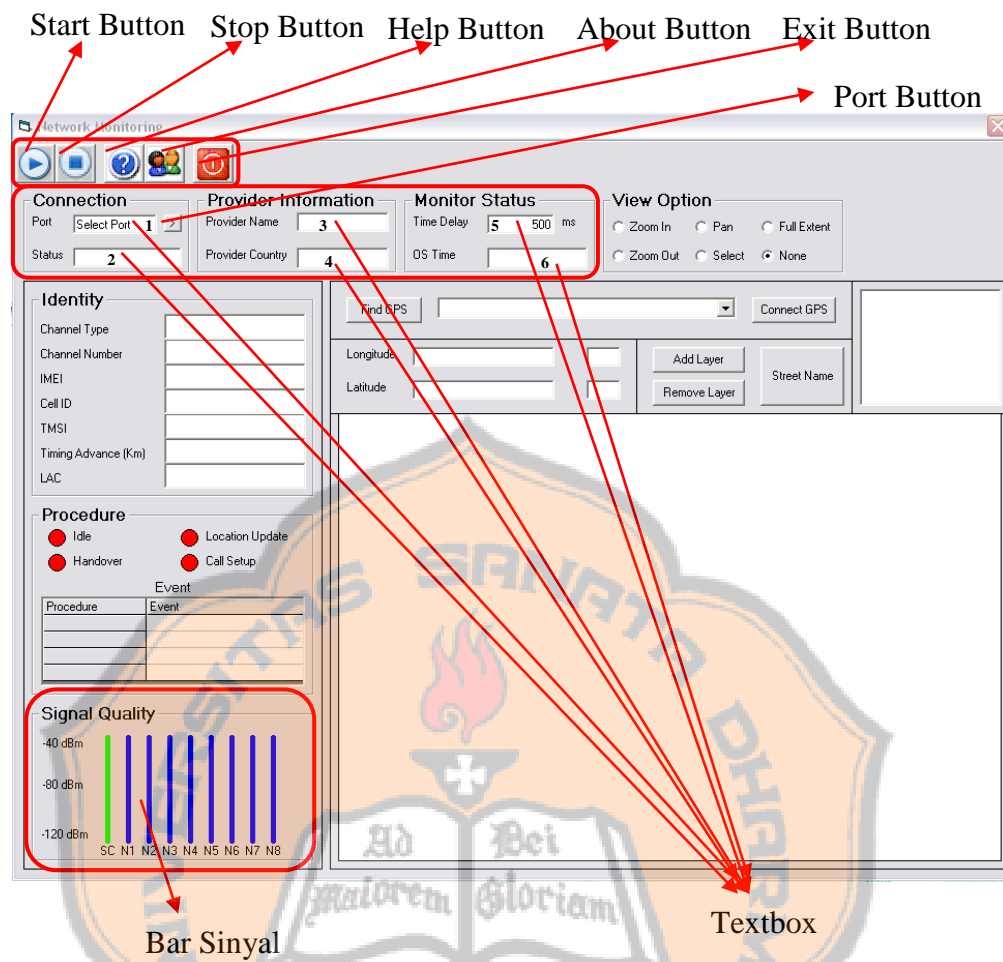 Start Button Stop Button Help Button About Button Exit Button
Port Button
Network Monitoring
Connection Provider Information Monitor Status View Option
Port Select Port 1 > Provider Name 3 Time Delay 5 500 ms Zoom In Pan Full Extent
Status 2 Provider Country 4 OS Time 6 Zoom Out Select None
Identity
Channel Type
Channel Number
IMEI
Cell ID
TMSI
Timing Advance (Km)
LAC
Find GPS Connect GPS
Longitude
Latitude
Add Layer
Remove Layer
Street Name
Procedure
Idle Location Update
Handover Call Setup
Event
Procedure Event
Signal Quality
-40 dBm
-80 dBm
-120 dBm
SC N1 N2 N3 N4 N5 N6 N7 N8
UNIVERSITAS SANATA DHARMA
Ad Dei
Maiorem Gloriam
Bar Sinyal
Textbox